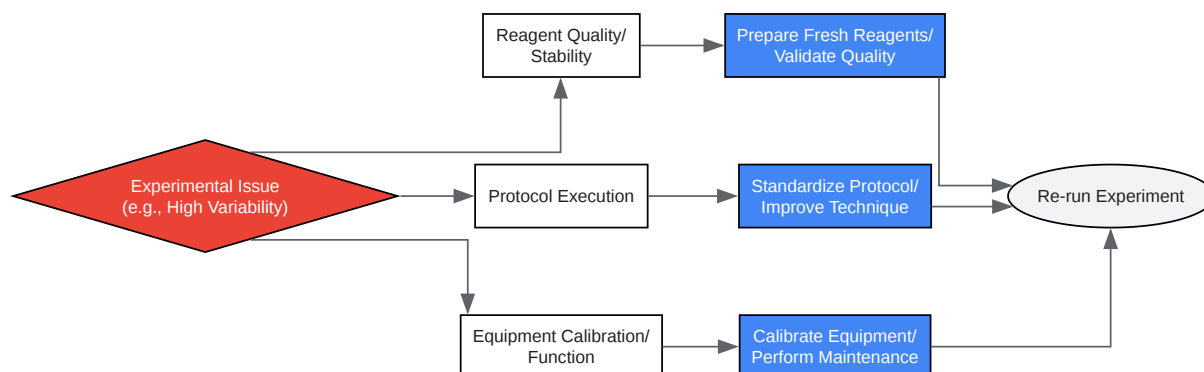 Reagent Quality/
Stability
Prepare Fresh Reagents/
Validate Quality
Experimental Issue
(e.g., High Variability)
Protocol Execution
Standardize Protocol/
Improve Technique
Re-run Experiment
Equipment Calibration/
Function
Calibrate Equipment/
Perform Maintenance